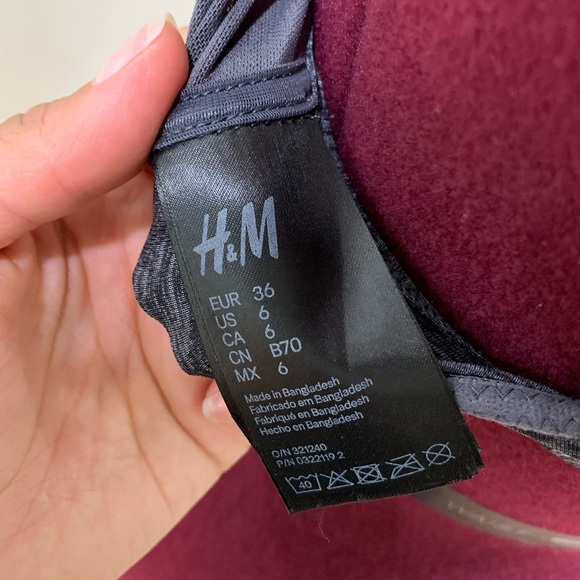 H&M
EUR 36
US 6
CA 6
CN B70
MX 6
Made in Bangladesh
Fabricado em Bangladesh
Fabriqué en Bangladesh
Hecho en Bangladesh
O/N 321240
P/N 0322119 2
40